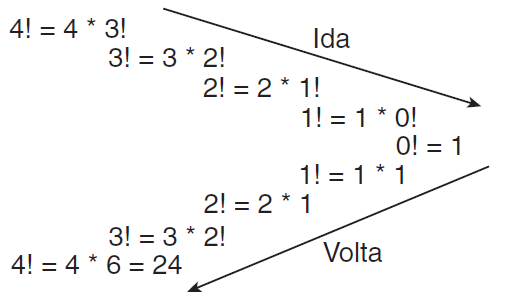 4! = 4 * 3!
Ida
3! = 3 * 2!
2! = 2 * 1!
1! = 1 * 0!
0! = 1
1! = 1 * 1
2! = 2 * 1
3! = 3 * 2!
Volta
4! = 4 * 6 = 24